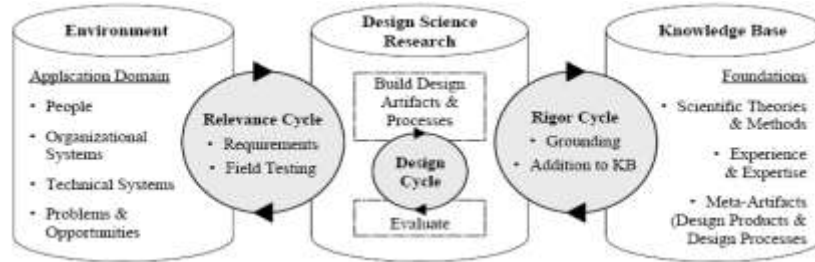 Environment
Application Domain
• People
• Organizational
Systems
• Technical Systems
• Problems &
Opportunities
Relevance Cycle
• Requirements
• Field Testing
Design Science
Research
Build Design
Artifacts &
Processes
Design
Cycle
Evaluate
Rigor Cycle
• Grounding
• Addition to KB
Knowledge Base
Foundations
• Scientific Theories
& Methods
• Experience
& Expertise
• Meta-Artifacts
(Design Products &
Design Processes